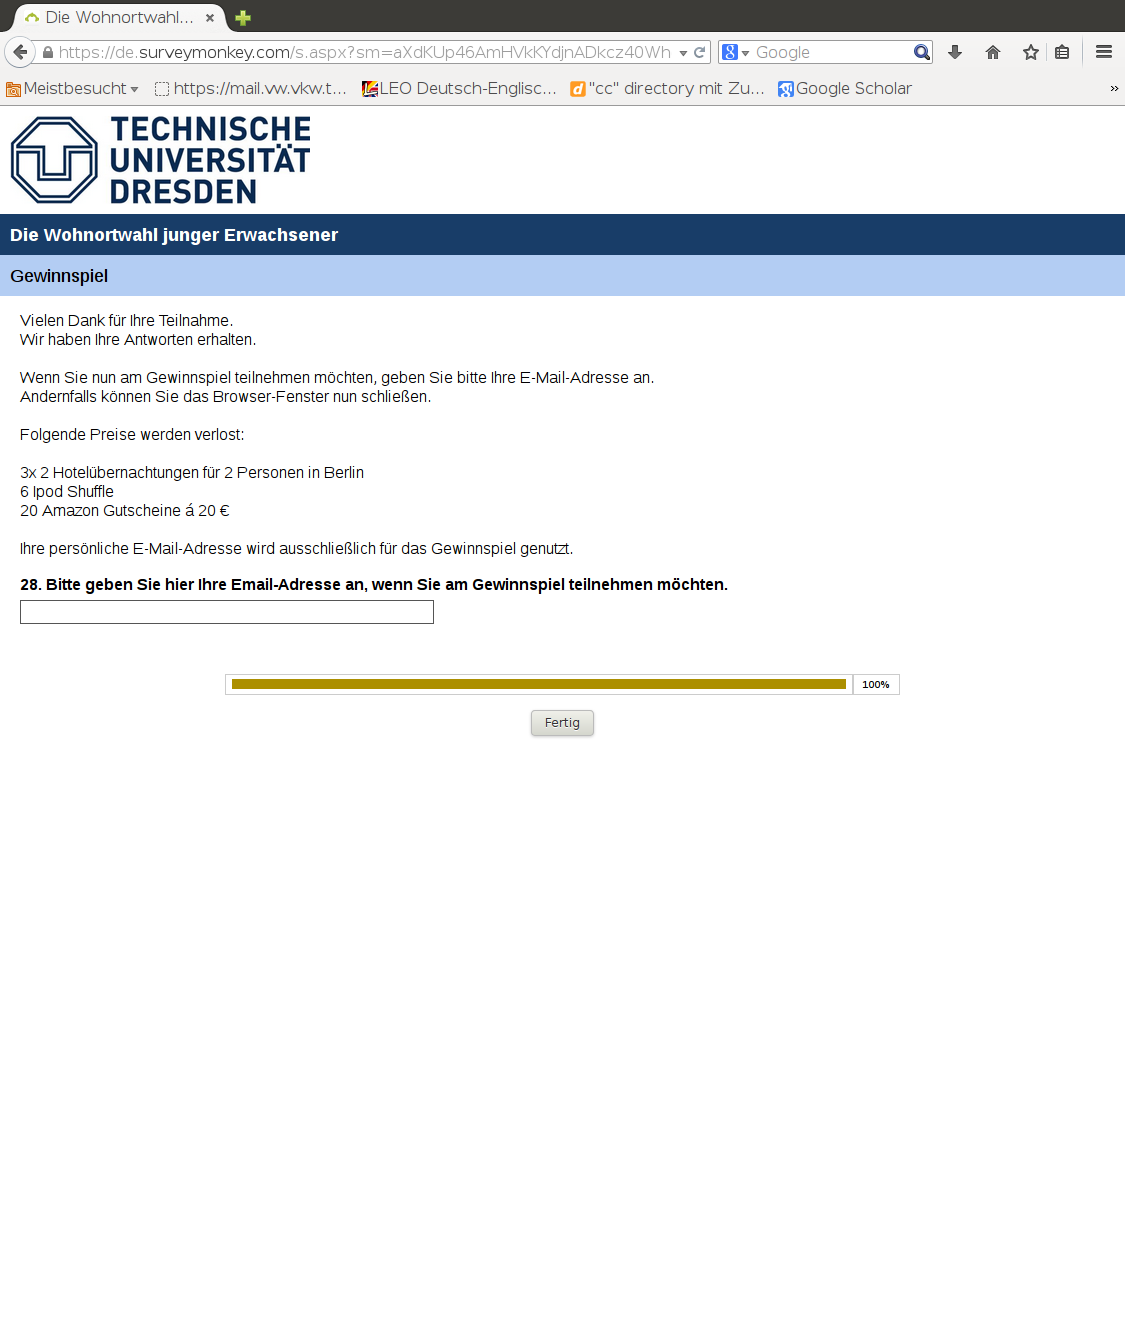 Die Wohnortwahl...
https://de.surveymonkey.com/s.aspx?sm=aXdKUp46AmHVkKYdjnADkcz40Wh
Google
Meistbesucht
https://mail.vw.vkw.t...
LEO Deutsch-Englisc...
"cc" directory mit Zu...
Google Scholar
TECHNISCHE
UNIVERSITÄT
DRESDEN
Die Wohnortwahl junger Erwachsener
Gewinnspiel
Vielen Dank für Ihre Teilnahme.
Wir haben Ihre Antworten erhalten.
Wenn Sie nun am Gewinnspiel teilnehmen möchten, geben Sie bitte Ihre E-Mail-Adresse an.
Andernfalls können Sie das Browser-Fenster nun schließen.
Folgende Preise werden verlost:
3x 2 Hotelübernachtungen für 2 Personen in Berlin
6 Ipod Shuffle
20 Amazon Gutscheine á 20 €
Ihre persönliche E-Mail-Adresse wird ausschließlich für das Gewinnspiel genutzt.
28. Bitte geben Sie hier Ihre Email-Adresse an, wenn Sie am Gewinnspiel teilnehmen möchten.
100%
Fertig